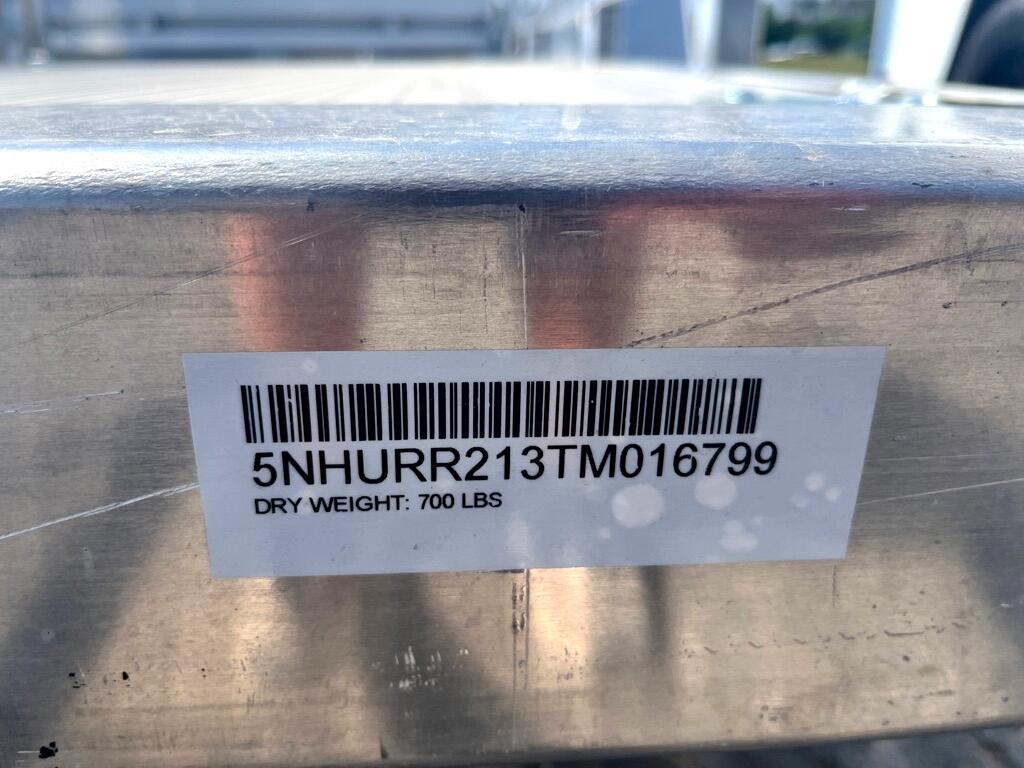 5NHURR213TM016799
DRY WEIGHT: 700 LBS